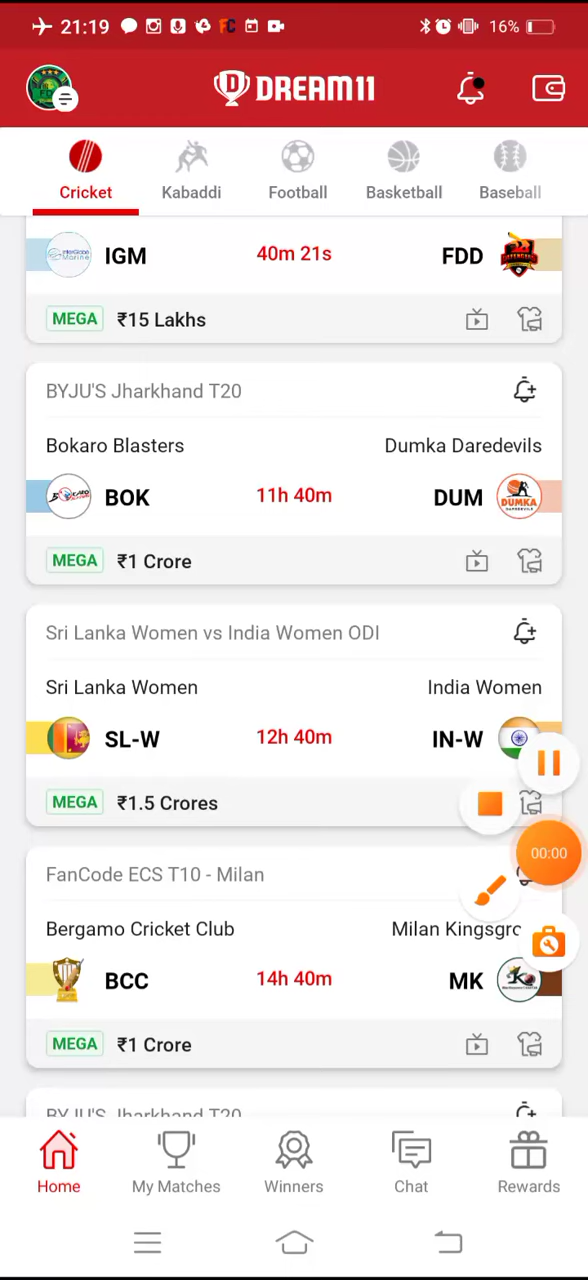 21:19
16%
DREAM11
Cricket Kabaddi Football Basketball Baseball
IGM 40m 21s FDD
MEGA ₹15 Lakhs
BYJU'S Jharkhand T20
Bokaro Blasters Dumka Daredevils
BOK 11h 40m DUM
MEGA ₹1 Crore
Sri Lanka Women vs India Women ODI
Sri Lanka Women India Women
SL-W 12h 40m IN-W
MEGA ₹1.5 Crores
00:00
FanCode ECS T10 - Milan
Bergamo Cricket Club Milan Kingsgro
BCC 14h 40m MK
MEGA ₹1 Crore
BYJU'S Jharkhand T20
Home My Matches Winners Chat Rewards